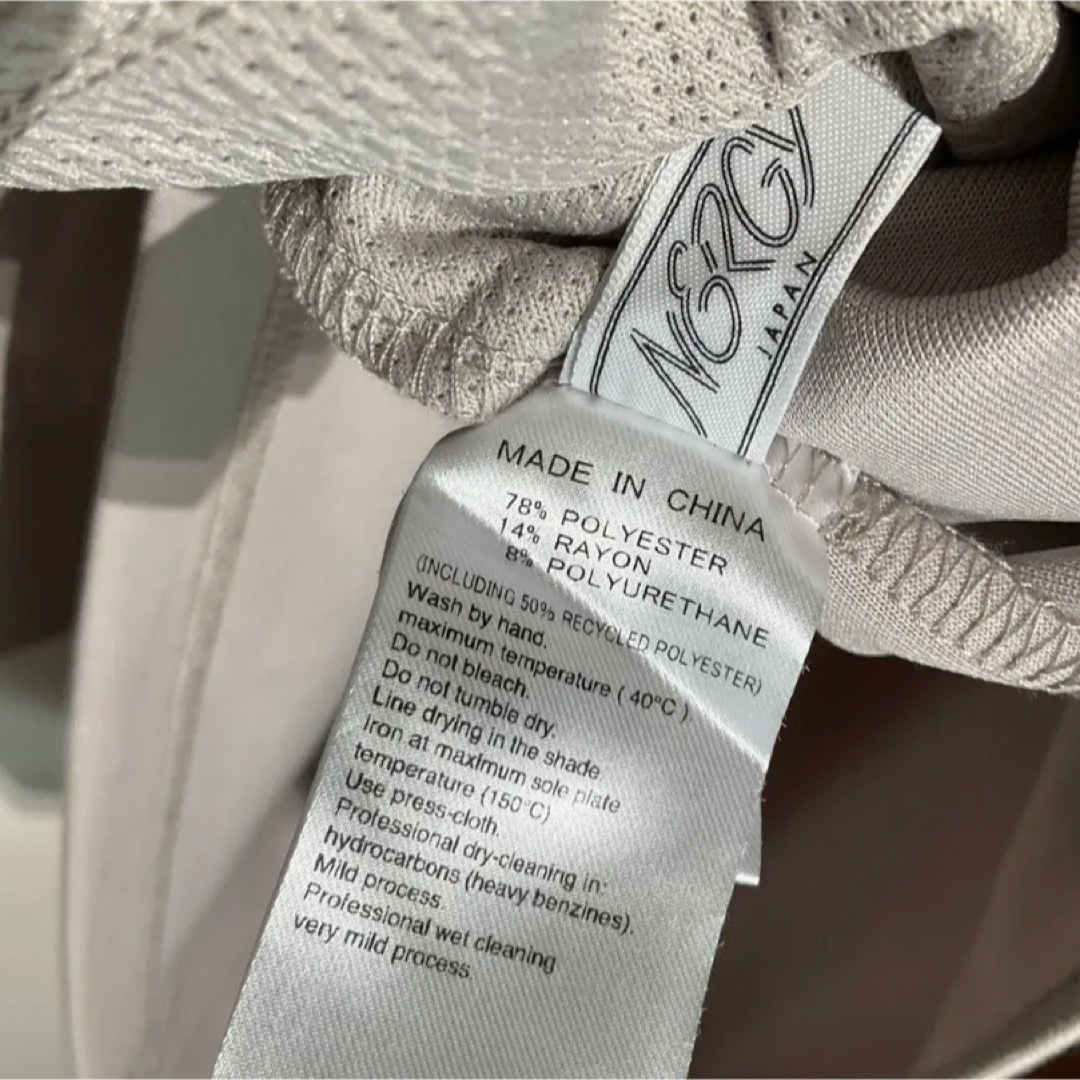 NERGY
JAPAN
MADE IN CHINA
78% POLYESTER
14% RAYON
8% POLYURETHANE
(INCLUDING 50% RECYCLED POLYESTER)
Wash by hand.
maximum temperature ( 40°C ).
Do not bleach.
Do not tumble dry.
Line drying in the shade.
Iron at maximum sole plate
temperature (150°C)
Use press-cloth.
Professional dry-cleaning in:
hydrocarbons (heavy benzines).
Mild process.
Professional wet cleaning
very mild process